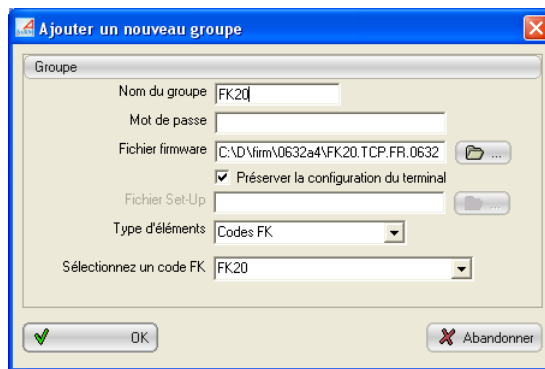 Ajouter un nouveau groupe
Groupe
Nom du groupe FK20
Mot de passe
Fichier firmware C:\D\firm\0632a4\FK20.TCP.FR.0632 ...
Préserver la configuration du terminal
Fichier Set-Up ...
Type d'éléments Codes FK
Sélectionnez un code FK FK20
OK Abandonner